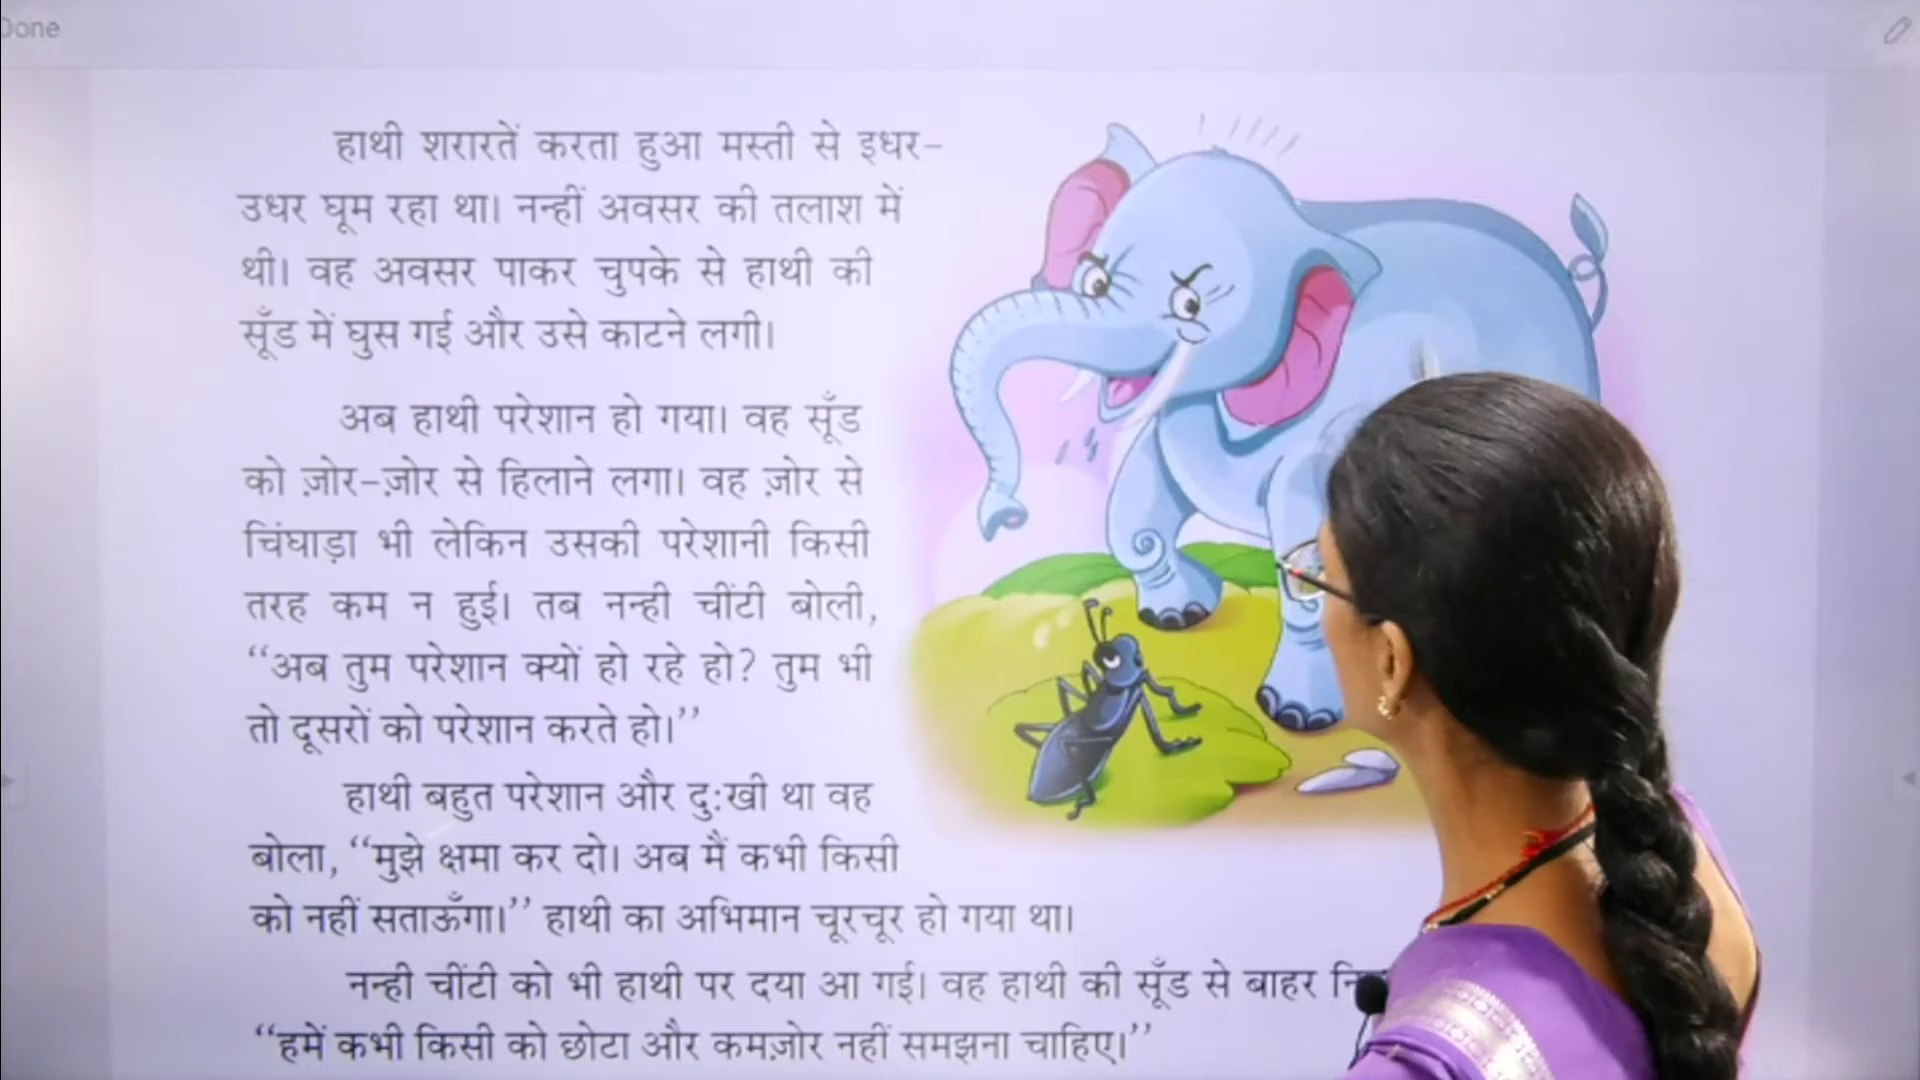 Done
हाथी शरारतें करता हुआ मस्ती से इधर-
उधर घूम रहा था। नन्हीं अवसर की तलाश में
थी। वह अवसर पाकर चुपके से हाथी की
सूँड में घुस गई और उसे काटने लगी।
अब हाथी परेशान हो गया। वह सूँड
को ज़ोर-ज़ोर से हिलाने लगा। वह ज़ोर से
चिंघाड़ा भी लेकिन उसकी परेशानी किसी
तरह कम न हुई। तब नन्ही चींटी बोली,
“अब तुम परेशान क्यों हो रहे हो? तुम भी
तो दूसरों को परेशान करते हो।”
हाथी बहुत परेशान और दु:खी था वह
बोला, “मुझे क्षमा कर दो। अब मैं कभी किसी
को नहीं सताऊँगा।” हाथी का अभिमान चूरचूर हो गया था।
नन्ही चींटी को भी हाथी पर दया आ गई। वह हाथी की सूँड से बाहर
“हमें कभी किसी को छोटा और कमज़ोर नहीं समझना चाहिए।”